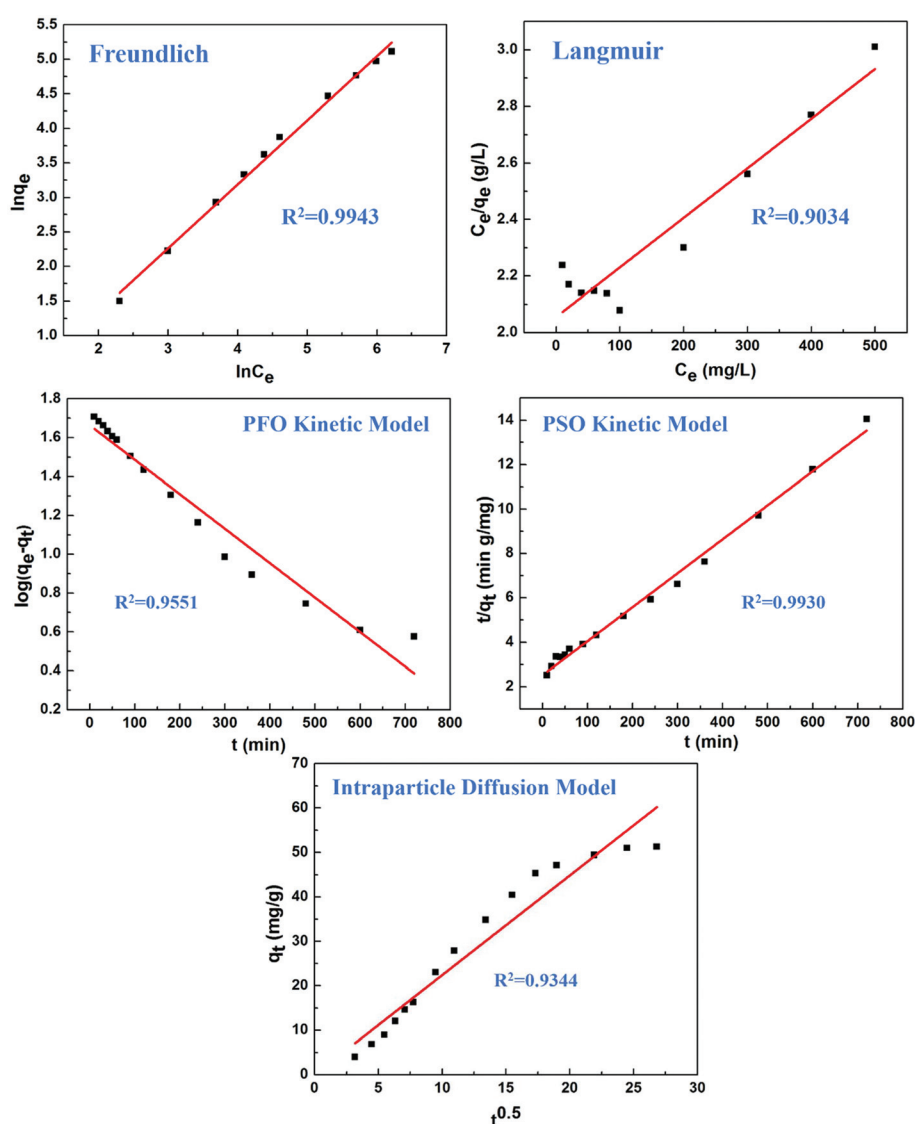 Freundlich
5.5
5.0
4.5
4.0
3.5
3.0
2.5
2.0
1.5
1.0
lnqe
R²=0.9943
2 3 4 5 6 7
lnCe
Langmuir
3.0
2.8
2.6
2.4
2.2
2.0
Ce/qe (g/L)
R²=0.9034
0 100 200 300 400 500
Ce (mg/L)
PFO Kinetic Model
1.8
1.6
1.4
1.2
1.0
0.8
0.6
0.4
0.2
log(qe-qt)
R²=0.9551
0 100 200 300 400 500 600 700 800
t (min)
PSO Kinetic Model
14
12
10
8
6
4
2
t/qt (min g/mg)
R²=0.9930
0 100 200 300 400 500 600 700 800
t (min)
Intraparticle Diffusion Model
70
60
50
40
30
20
10
0
qt (mg/g)
R²=0.9344
0 5 10 15 20 25 30
t0.5